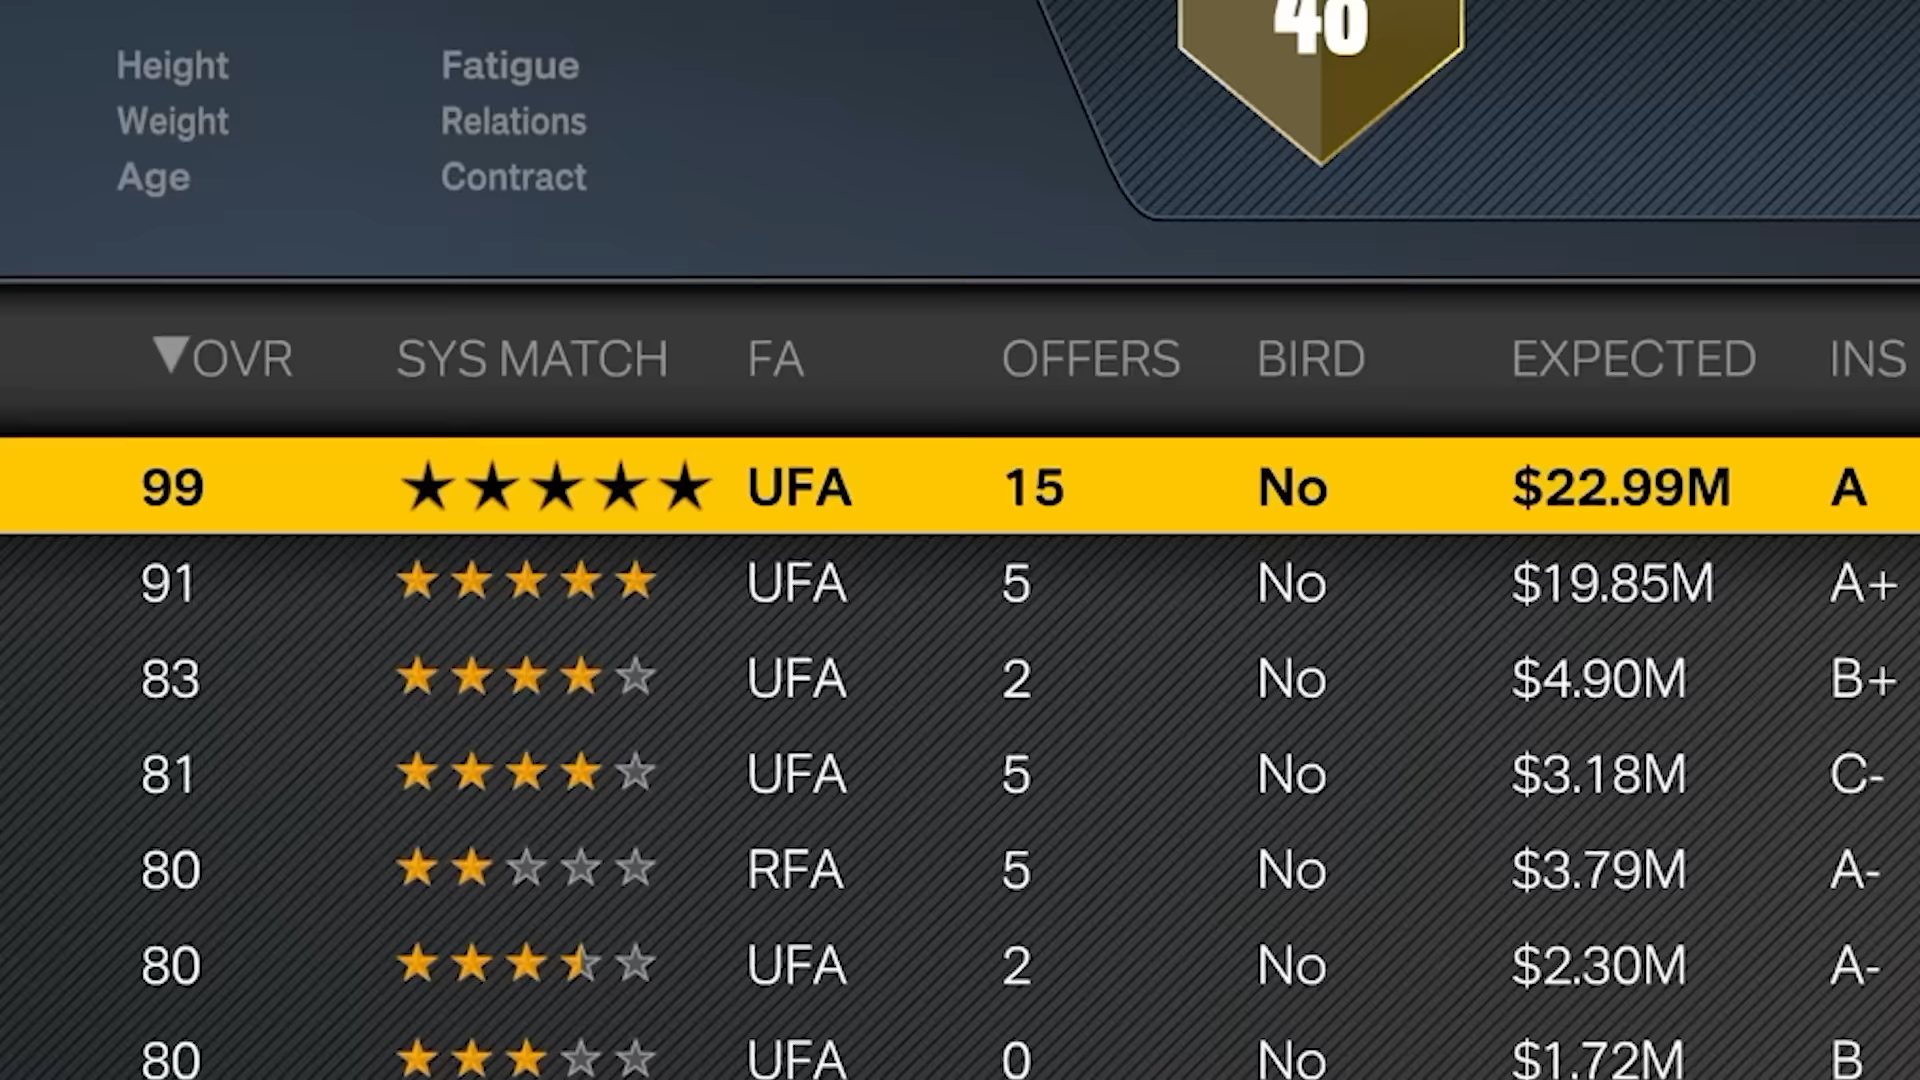 40
Height Fatigue
Weight Relations
Age Contract
▼OVR SYS MATCH FA OFFERS BIRD EXPECTED INS
99 ★★★★★ UFA 15 No $22.99M A
91 ★★★★★ UFA 5 No $19.85M A+
83 ★★★★☆ UFA 2 No $4.90M B+
81 ★★★★☆ UFA 5 No $3.18M C-
80 ★★☆☆☆ RFA 5 No $3.79M A-
80 UFA 2 No $2.30M A-
80 ★★★☆☆ UFA 0 No $1.72M B